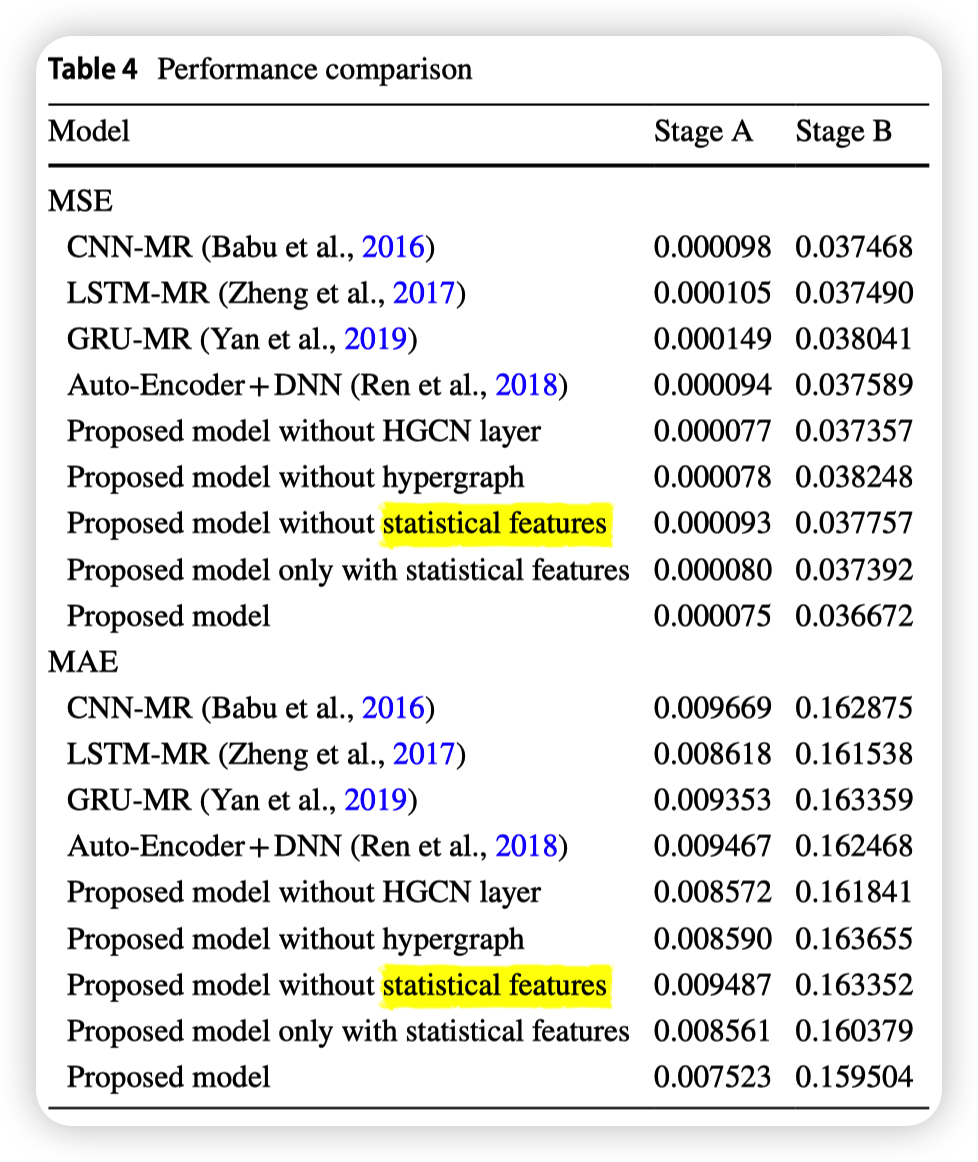 Table 4 Performance comparison
Model Stage A Stage B
MSE
CNN-MR (Babu et al., 2016) 0.000098 0.037468
LSTM-MR (Zheng et al., 2017) 0.000105 0.037490
GRU-MR (Yan et al., 2019) 0.000149 0.038041
Auto-Encoder+DNN (Ren et al., 2018) 0.000094 0.037589
Proposed model without HGCN layer 0.000077 0.037357
Proposed model without hypergraph 0.000078 0.038248
Proposed model without statistical features 0.000093 0.037757
Proposed model only with statistical features 0.000080 0.037392
Proposed model 0.000075 0.036672
MAE
CNN-MR (Babu et al., 2016) 0.009669 0.162875
LSTM-MR (Zheng et al., 2017) 0.008618 0.161538
GRU-MR (Yan et al., 2019) 0.009353 0.163359
Auto-Encoder+DNN (Ren et al., 2018) 0.009467 0.162468
Proposed model without HGCN layer 0.008572 0.161841
Proposed model without hypergraph 0.008590 0.163655
Proposed model without statistical features 0.009487 0.163352
Proposed model only with statistical features 0.008561 0.160379
Proposed model 0.007523 0.159504